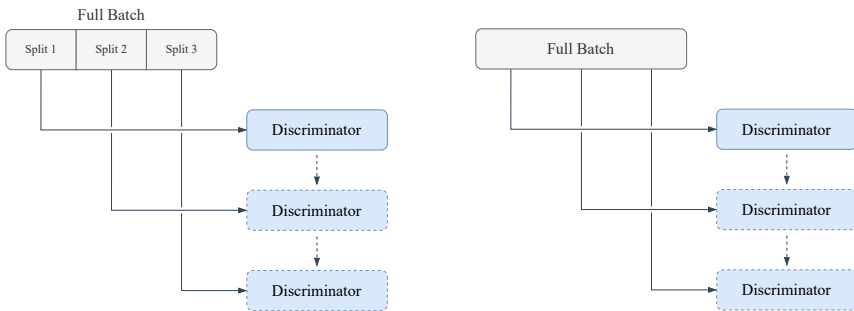 Full Batch
Split 1 Split 2 Split 3
Discriminator
Discriminator
Discriminator
Full Batch
Discriminator
Discriminator
Discriminator